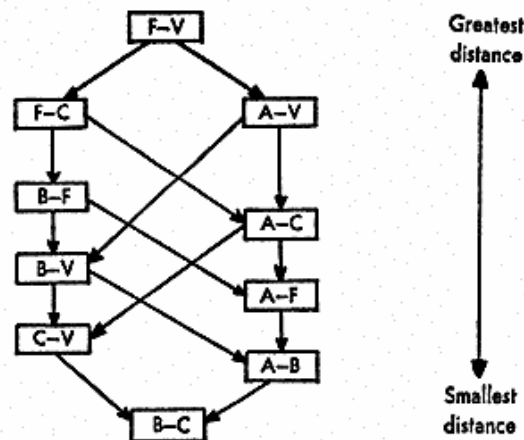 F–V
Greatest
distance
F–C
A–V
B–F
A–C
B–V
A–F
C–V
A–B
B–C
Smallest
distance